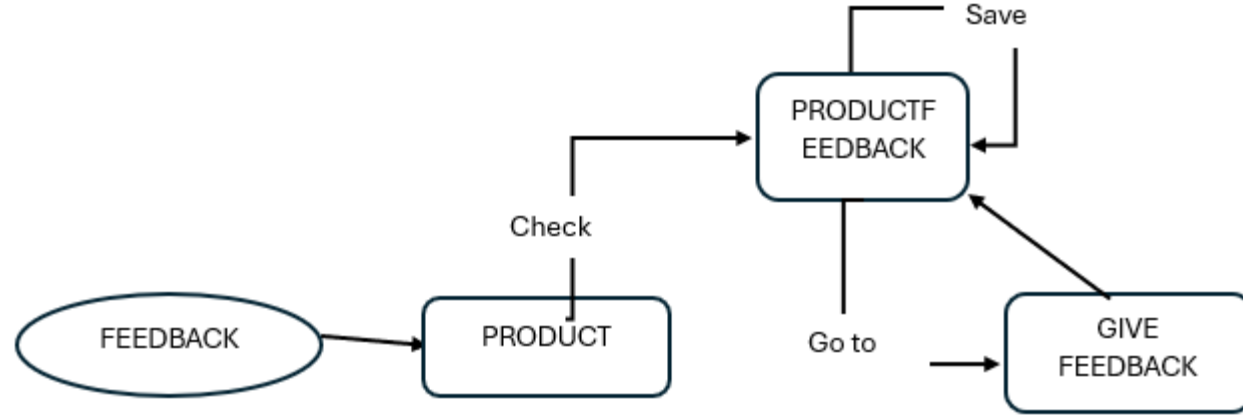 Save
PRODUCTF
EEDBACK
Check
FEEDBACK
PRODUCT
Go to
GIVE
FEEDBACK